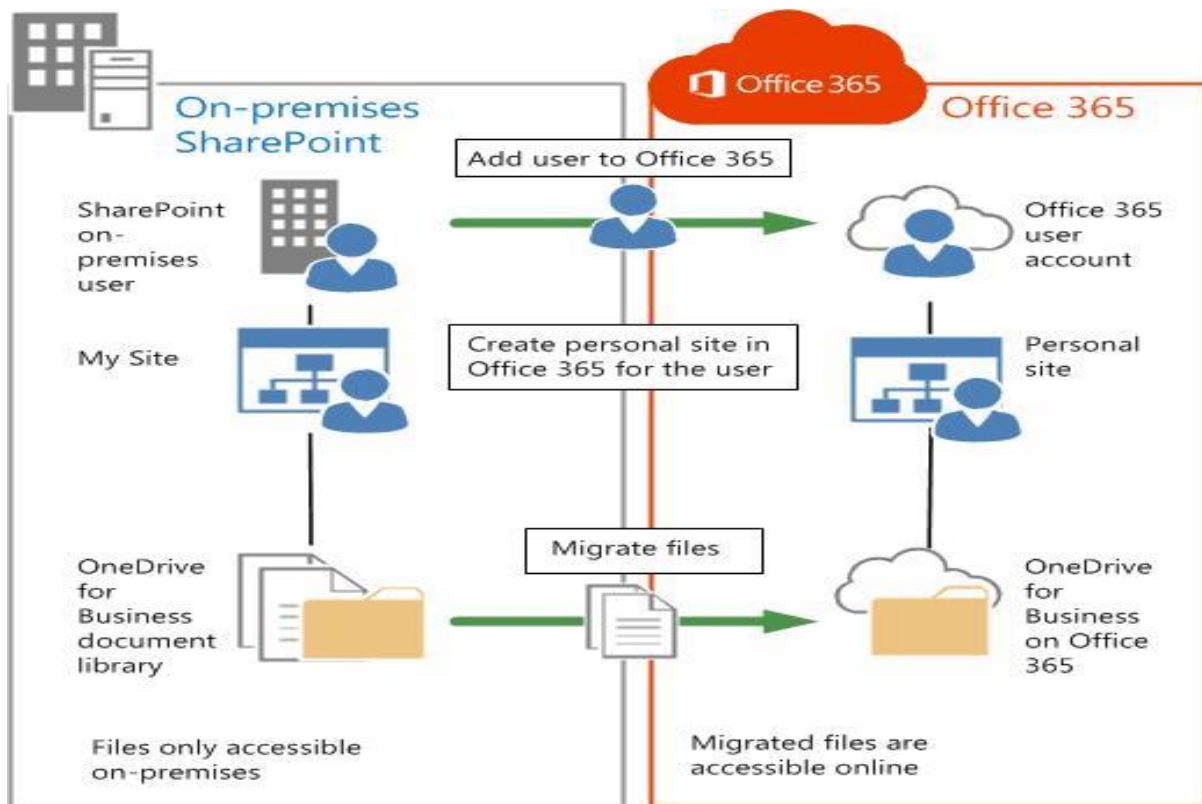 Office 365
On-premises
SharePoint
Office 365
Add user to Office 365
SharePoint
on-
premises
user
Office 365
user
account
My Site
Create personal site in
Office 365 for the user
Personal
site
OneDrive
for
Business
document
library
Migrate files
OneDrive
for
Business
on Office
365
Files only accessible
on-premises
Migrated files are
accessible online